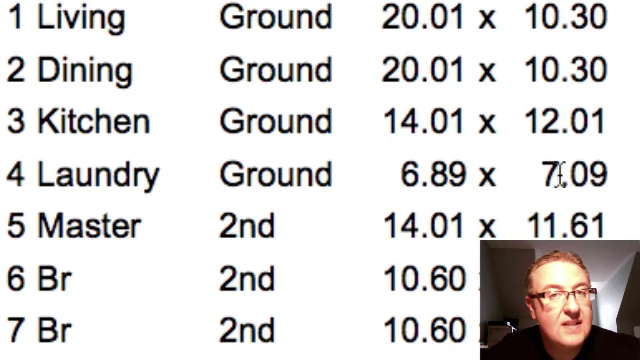 1 Living Ground 20.01 x 10.30
2 Dining Ground 20.01 x 10.30
3 Kitchen Ground 14.01 x 12.01
4 Laundry Ground 6.89 x 7.09
5 Master 2nd 14.01 x 11.61
6 Br 2nd 10.60
7 Br 2nd 10.60